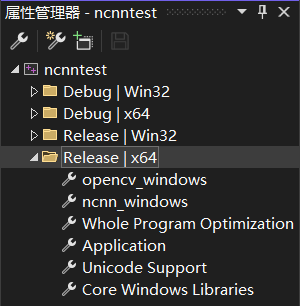 属性管理器 - ncnntest
ncnntest
Debug | Win32
Debug | x64
Release | Win32
Release | x64
opencv_windows
ncnn_windows
Whole Program Optimization
Application
Unicode Support
Core Windows Libraries